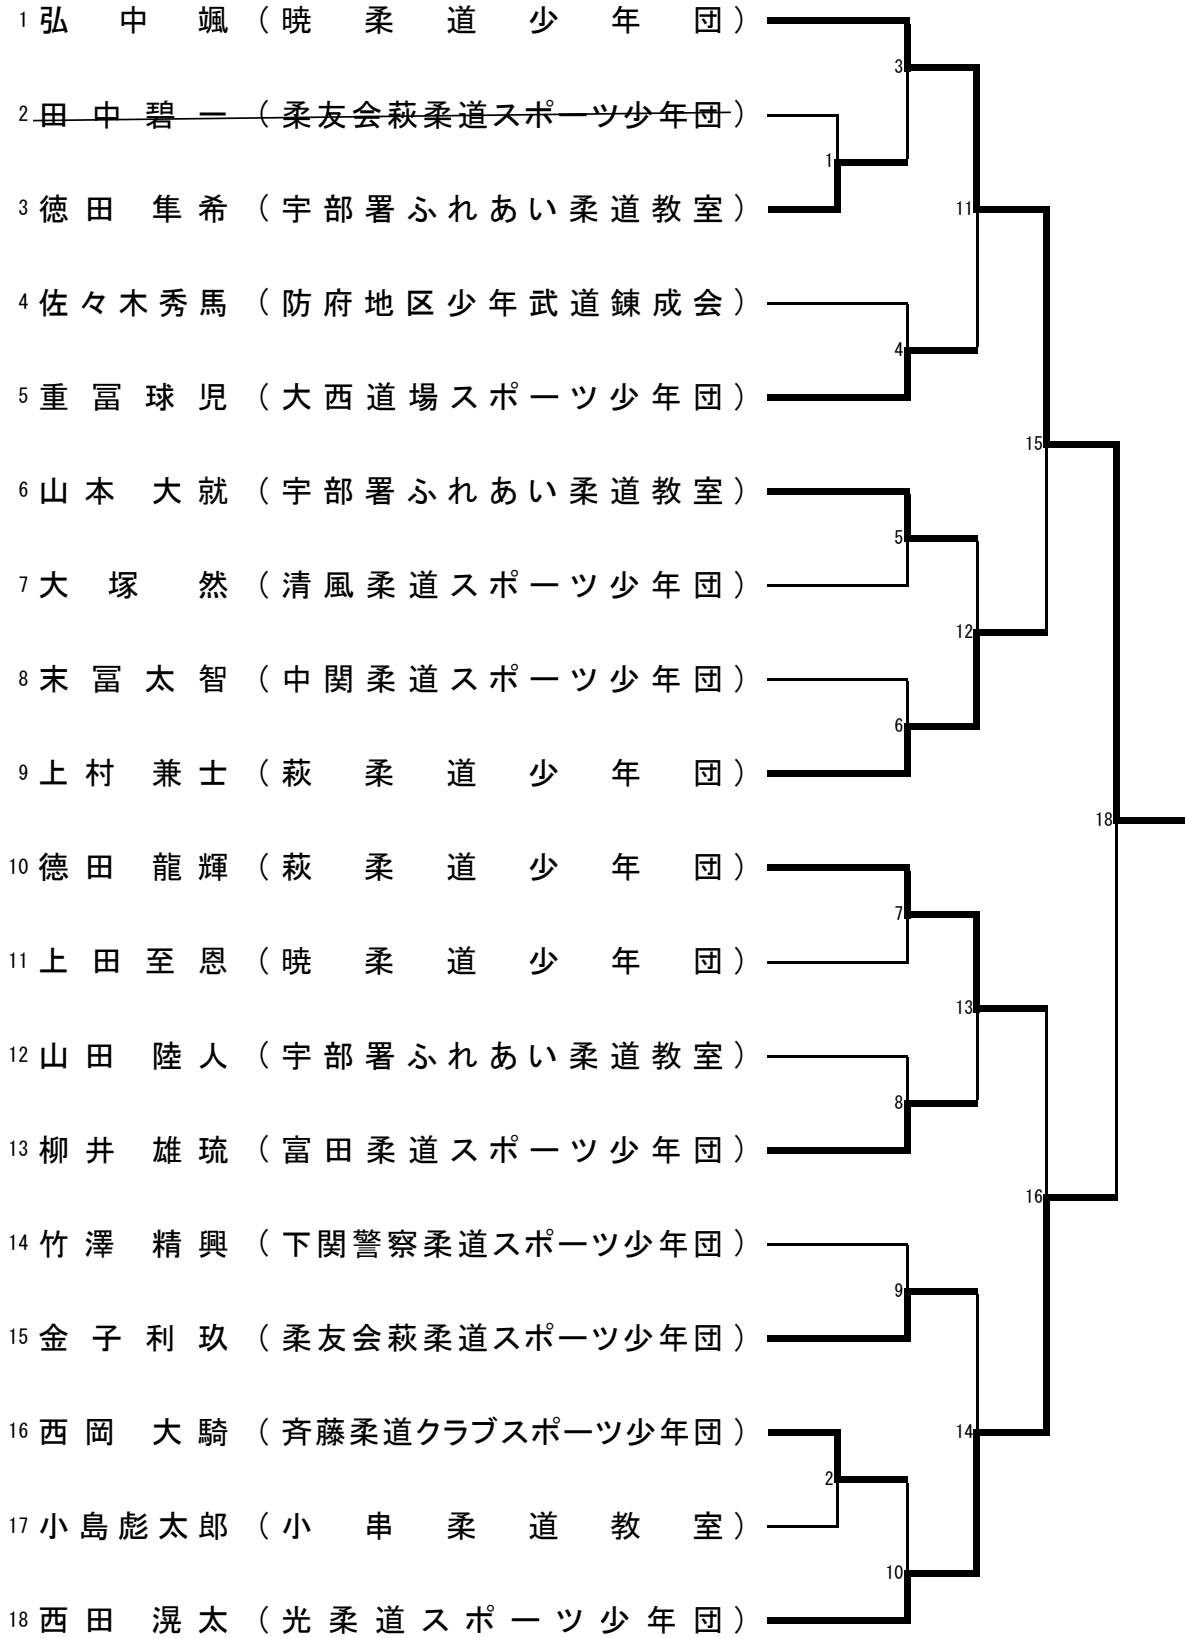 1 弘中颯（暁柔道少年団）
3
2 田中碧一（柔友会萩柔道スポーツ少年団）
1
3 徳田隼希（宇部署ふれあい柔道教室）
11
4 佐々木秀馬（防府地区少年武道錬成会）
4
5 重冨球児（大西道場スポーツ少年団）
15
6 山本大就（宇部署ふれあい柔道教室）
5
7 大塚然（清風柔道スポーツ少年団）
12
8 末冨太智（中関柔道スポーツ少年団）
6
9 上村兼士（萩柔道少年団）
18
10 德田龍輝（萩柔道少年団）
7
11 上田至恩（暁柔道少年団）
13
12 山田陸人（宇部署ふれあい柔道教室）
8
13 柳井雄琉（富田柔道スポーツ少年団）
16
14 竹澤精興（下関警察柔道スポーツ少年団）
9
15 金子利玖（柔友会萩柔道スポーツ少年団）
16 西岡大騎（斉藤柔道クラブスポーツ少年団）
14
2
17 小島彪太郎（小串柔道教室）
10
18 西田滉太（光柔道スポーツ少年団）